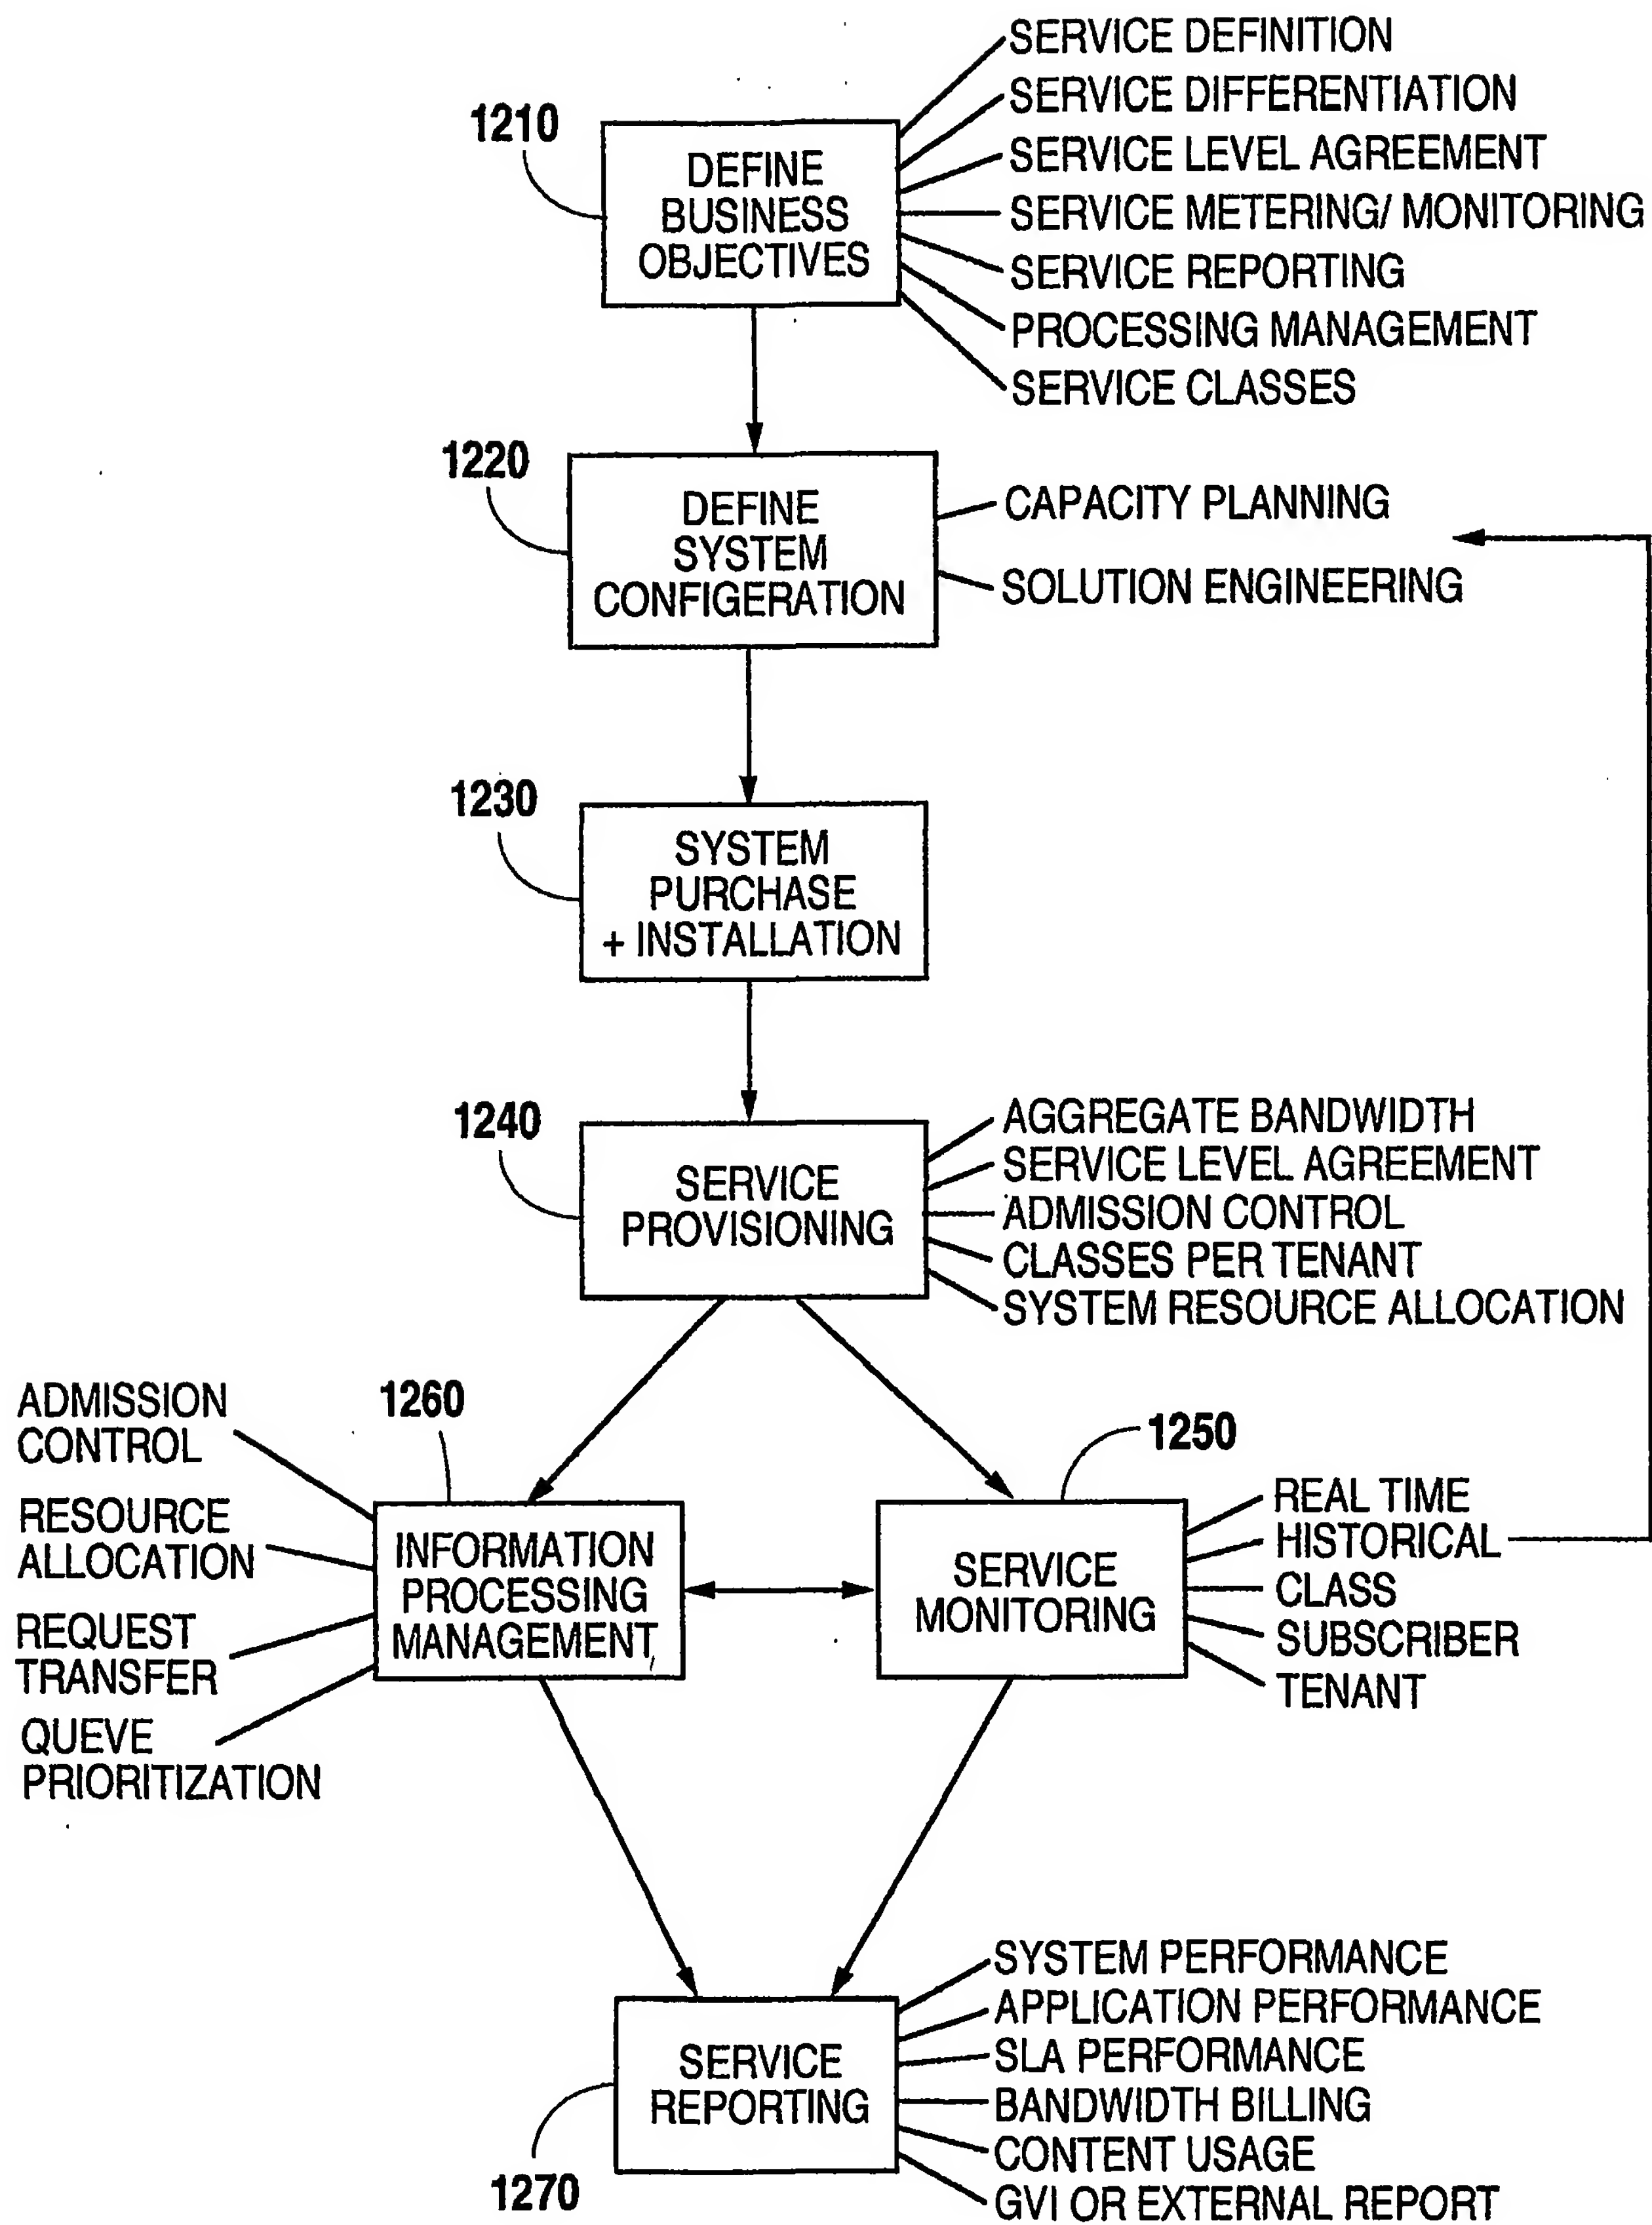 1210
DEFINE
BUSINESS
OBJECTIVES
SERVICE DEFINITION
SERVICE DIFFERENTIATION
SERVICE LEVEL AGREEMENT
SERVICE METERING/ MONITORING
SERVICE REPORTING
PROCESSING MANAGEMENT
SERVICE CLASSES
1220
DEFINE
SYSTEM
CONFIGERATION
CAPACITY PLANNING
SOLUTION ENGINEERING
1230
SYSTEM
PURCHASE
+ INSTALLATION
1240
SERVICE
PROVISIONING
AGGREGATE BANDWIDTH
SERVICE LEVEL AGREEMENT
ADMISSION CONTROL
CLASSES PER TENANT
SYSTEM RESOURCE ALLOCATION
ADMISSION
CONTROL
RESOURCE
ALLOCATION
REQUEST
TRANSFER
QUEVE
PRIORITIZATION
1260
INFORMATION
PROCESSING
MANAGEMENT
1250
SERVICE
MONITORING
REAL TIME
HISTORICAL
CLASS
SUBSCRIBER
TENANT
1270
SERVICE
REPORTING
SYSTEM PERFORMANCE
APPLICATION PERFORMANCE
SLA PERFORMANCE
BANDWIDTH BILLING
CONTENT USAGE
GVI OR EXTERNAL REPORT